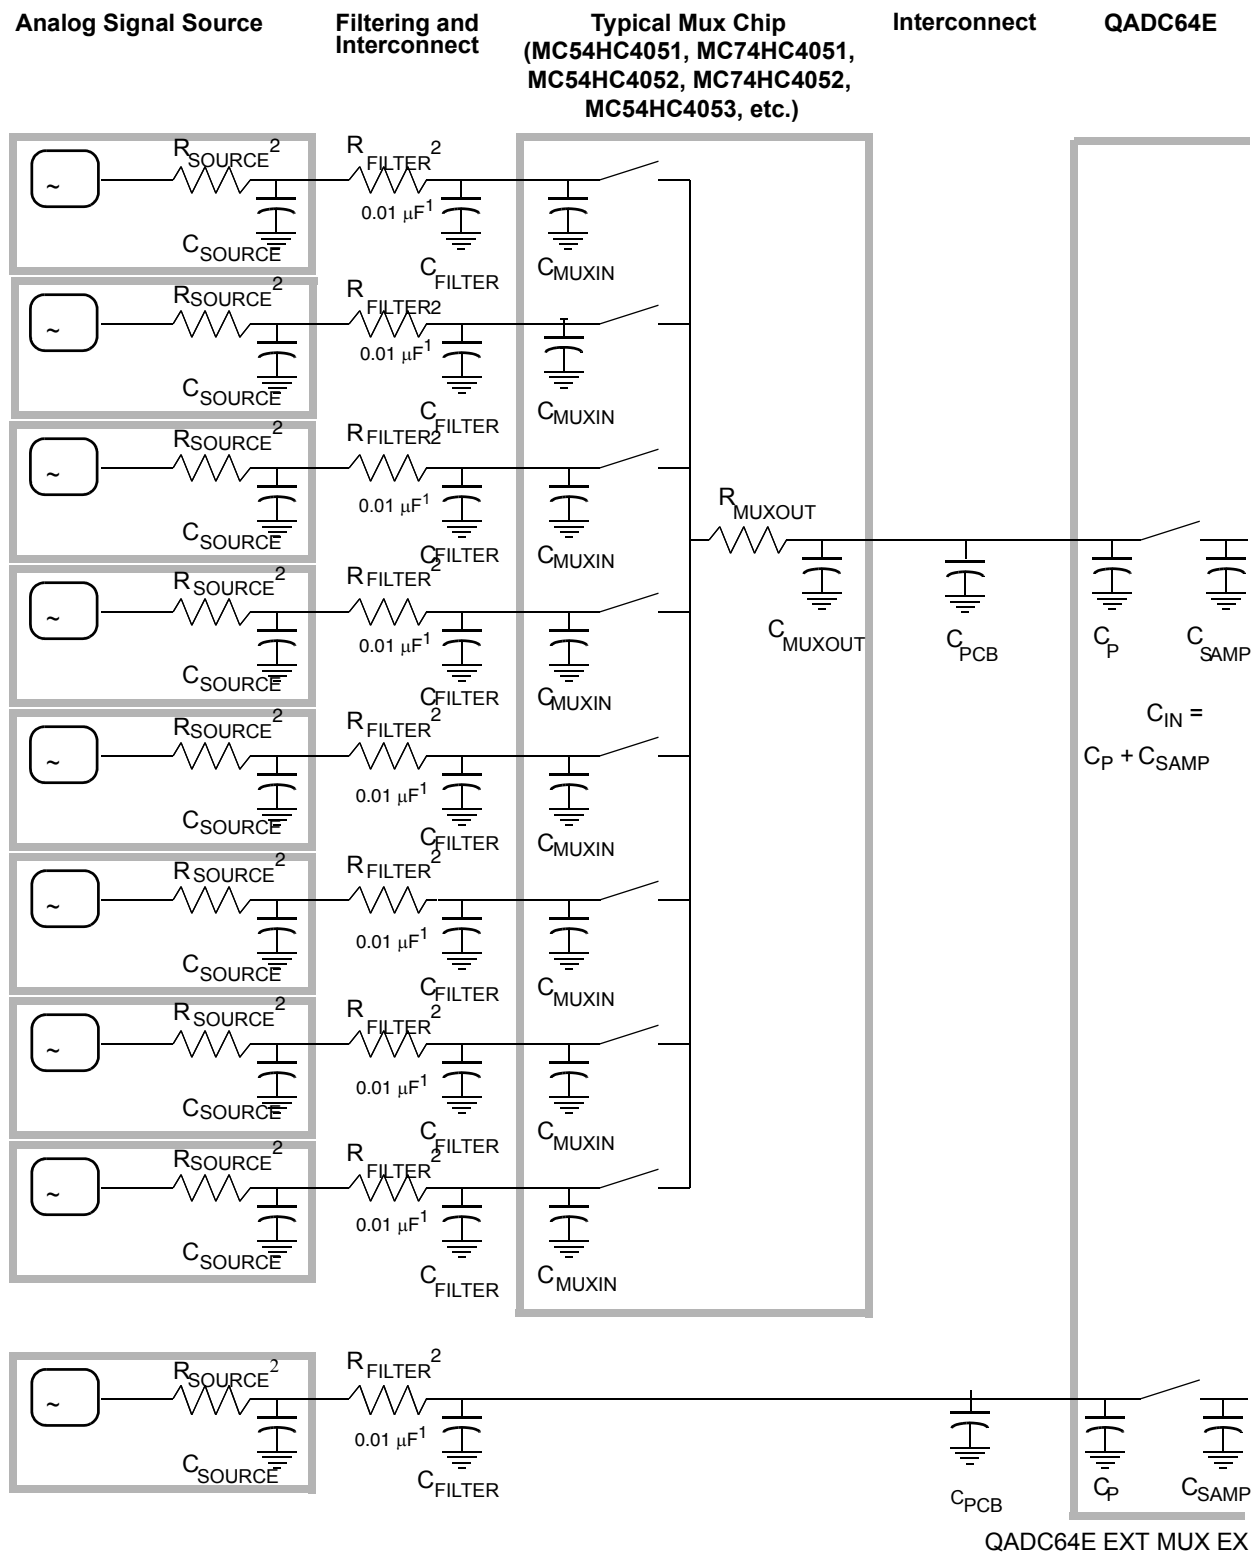 Analog Signal Source
Filtering and
Interconnect
Typical Mux Chip
(MC54HC4051, MC74HC4051,
MC54HC4052, MC74HC4052,
MC54HC4053, etc.)
Interconnect
QADC64E
~
RSOURCE2
CSOURCE
RFILTER2
0.01 µF1
CFILTER
CMUXIN
~
RSOURCE2
CSOURCE
RFILTER2
0.01 µF1
CFILTER
CMUXIN
~
RSOURCE2
CSOURCE
RFILTER2
0.01 µF1
CFILTER
CMUXIN
~
RSOURCE2
CSOURCE
RFILTER2
0.01 µF1
CFILTER
CMUXIN
~
RSOURCE2
CSOURCE
RFILTER2
0.01 µF1
CFILTER
CMUXIN
~
RSOURCE2
CSOURCE
RFILTER2
0.01 µF1
CFILTER
CMUXIN
~
RSOURCE2
CSOURCE
RFILTER2
0.01 µF1
CFILTER
CMUXIN
~
RSOURCE2
CSOURCE
RFILTER2
0.01 µF1
CFILTER
CMUXIN
RMUXOUT
CMUXOUT
CPCB
CP
CSAMP
CIN =
CP + CSAMP
~
RSOURCE2
CSOURCE
RFILTER2
0.01 µF1
CFILTER
CPCB
CP
CSAMP
QADC64E EXT MUX EX